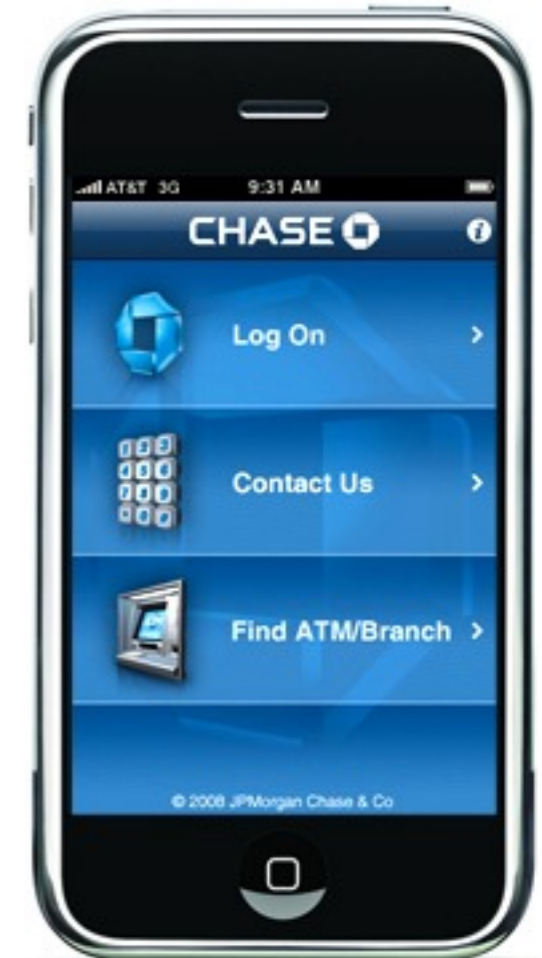 AT&T 3G 9:31 AM
CHASE
Log On
Contact Us
Find ATM/Branch
© 2008 JPMorgan Chase & Co